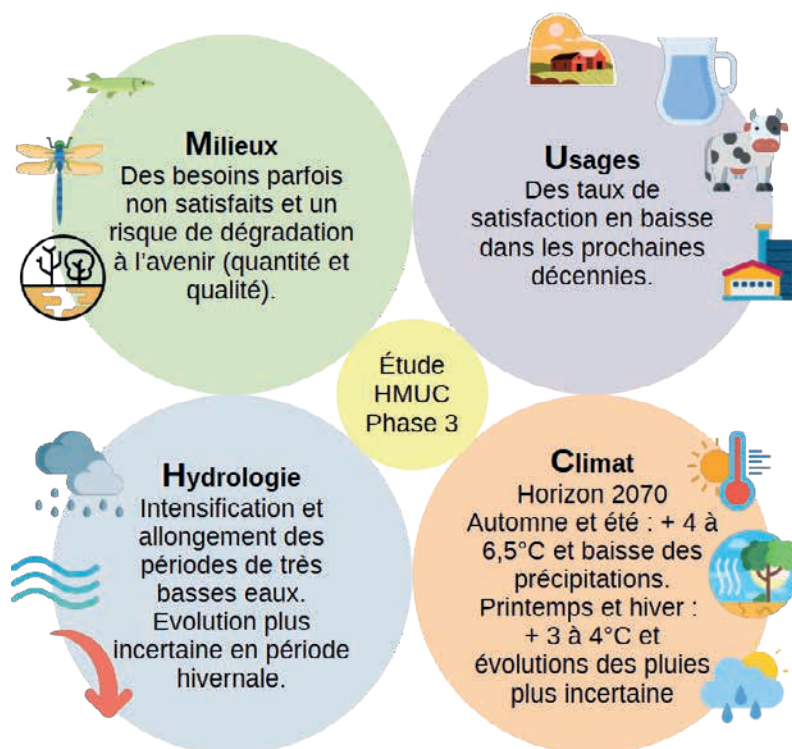 Milieux
Des besoins parfois
non satisfaits et un
risque de dégradation
à l'avenir (quantité et
qualité).
Usages
Des taux de
satisfaction en baisse
dans les prochaines
décennies.
Étude
HMUC
Phase 3
Hydrologie
Intensification et
allongement des
périodes de très
basses eaux.
Evolution plus
incertaine en période
hivernale.
Climat
Horizon 2070
Automne et été : + 4 à
6,5°C et baisse des
précipitations.
Printemps et hiver :
+ 3 à 4°C et
évolutions des pluies
plus incertaine